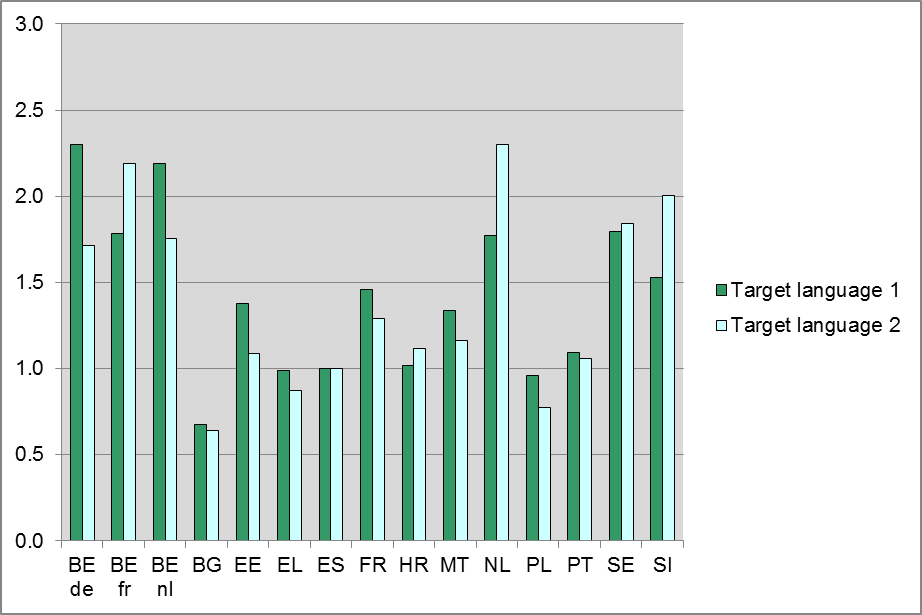 3.0
2.5
2.0
1.5
1.0
0.5
0.0
BE de BE fr BE nl BG EE EL ES FR HR MT NL PL PT SE SI
Target language 1
Target language 2